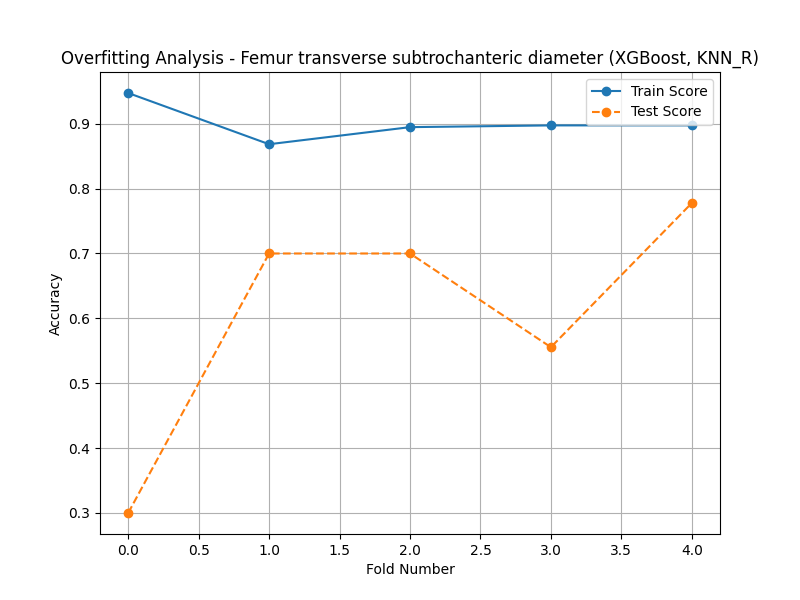 Overfitting Analysis - Femur transverse subtrochanteric diameter (XGBoost, KNN_R)
Train Score
Test Score
0.9
0.8
0.7
0.6
0.5
0.4
0.3
Accuracy
0.0 0.5 1.0 1.5 2.0 2.5 3.0 3.5 4.0
Fold Number